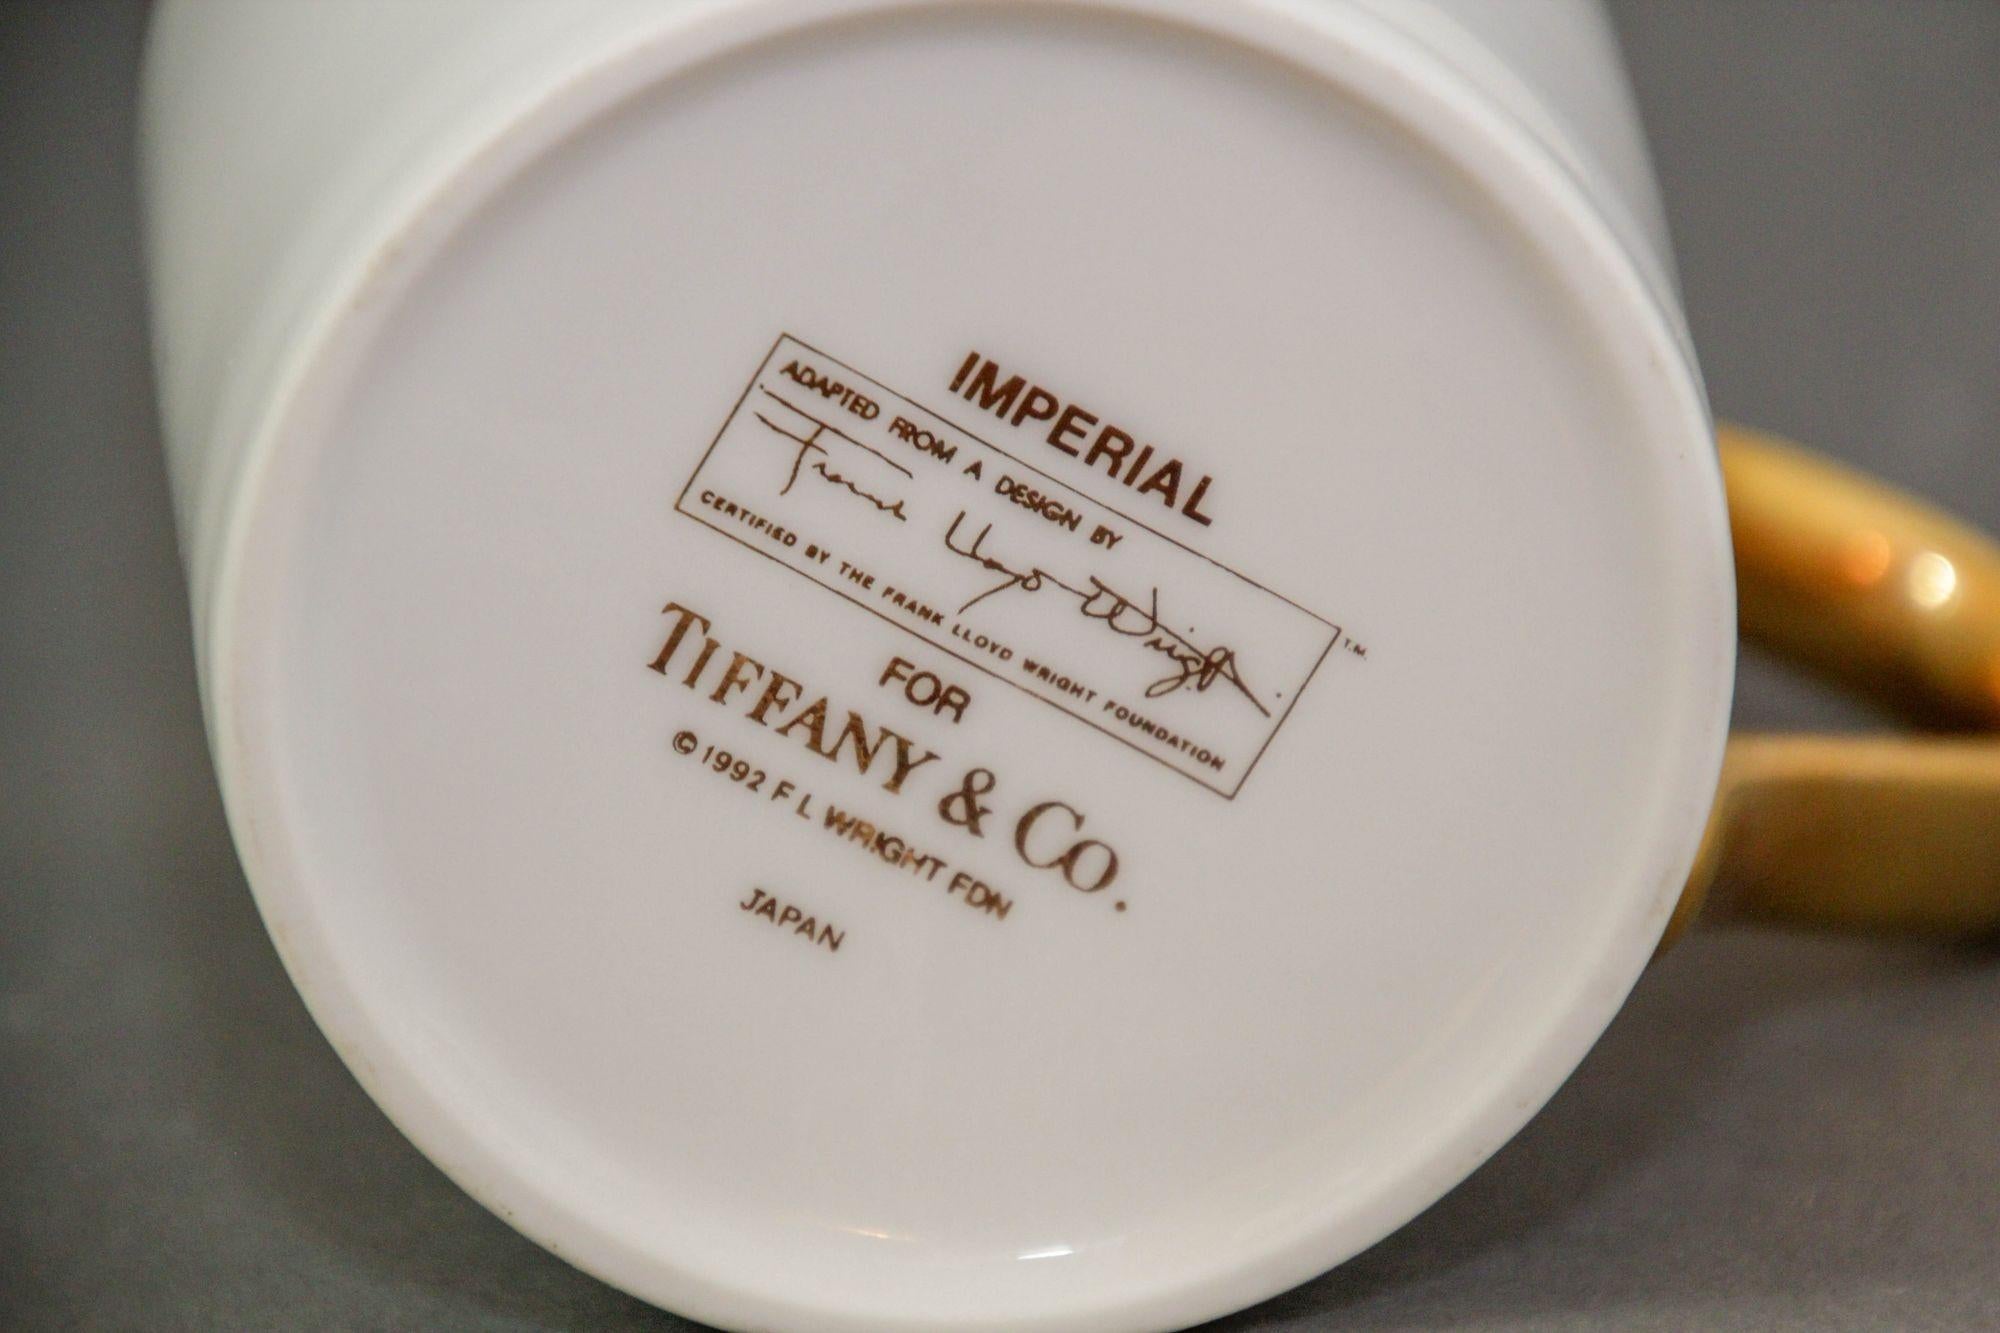 IMPERIAL
ADAPTED FROM A DESIGN BY
Frank Lloyd Wright
CERTIFIED BY THE FRANK LLOYD WRIGHT FOUNDATION
T.M.
FOR
TIFFANY & CO.
© 1992 F L WRIGHT FDN
JAPAN